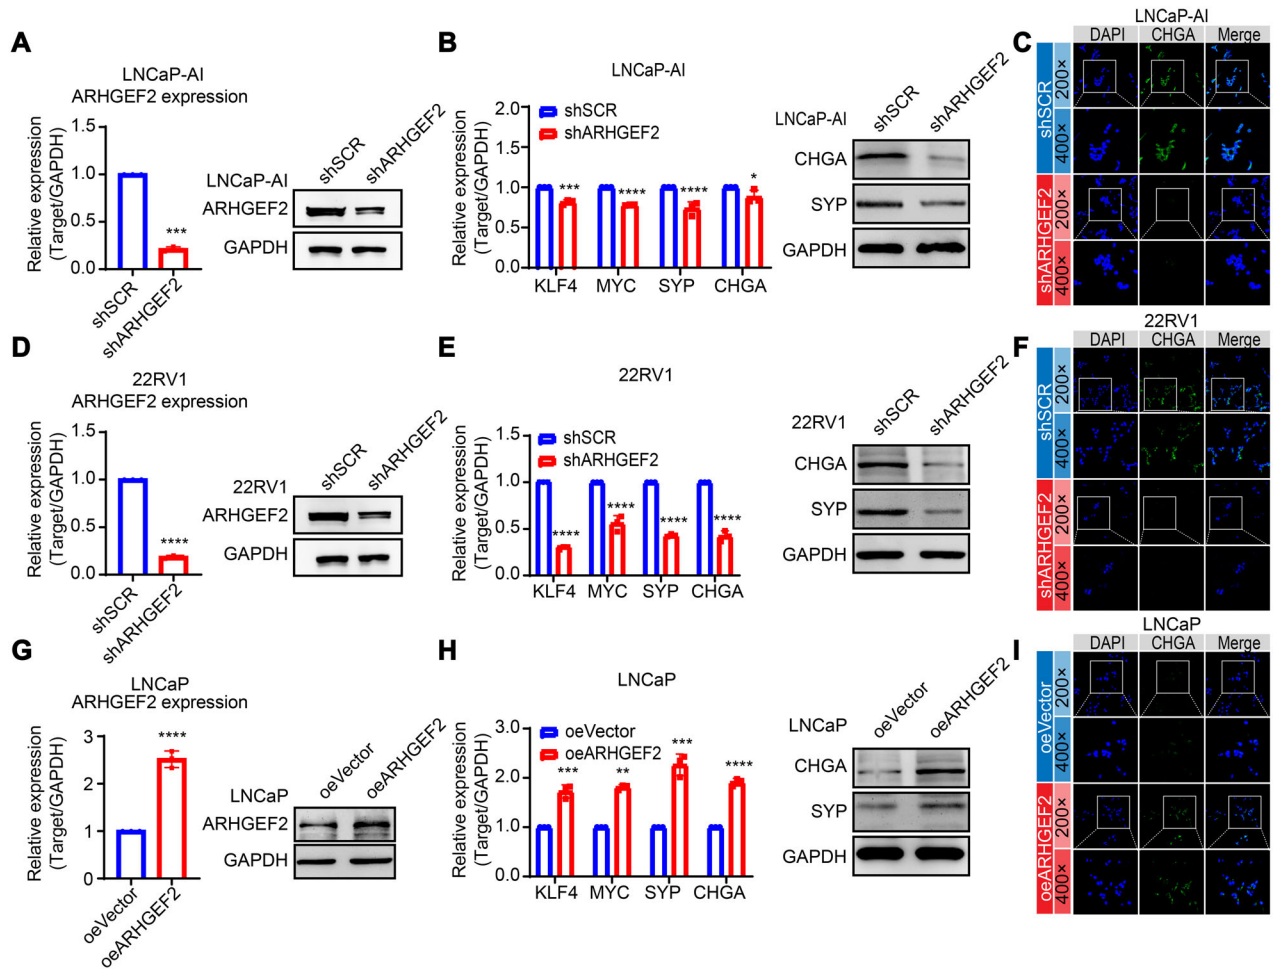 A
LNCaP-AI
ARHGEF2 expression
Relative expression
(Target/GAPDH)
1.5
1.0
0.5
0.0
***
shSCR
shARHGEF2
LNCaP-AI
shSCR
shARHGEF2
ARHGEF2
GAPDH
B
LNCaP-AI
Relative expression
(Target/GAPDH)
2.0
1.5
1.0
0.5
0.0
shSCR
shARHGEF2
***
****
****
*
KLF4 MYC SYP CHGA
LNCaP-AI
shSCR
shARHGEF2
CHGA
SYP
GAPDH
C
LNCaP-AI
DAPI CHGA Merge
shSCR
200×
400×
shARHGEF2
200×
400×
D
22RV1
ARHGEF2 expression
Relative expression
(Target/GAPDH)
1.5
1.0
0.5
0.0
****
shSCR
shARHGEF2
22RV1
shSCR
shARHGEF2
ARHGEF2
GAPDH
E
22RV1
Relative expression
(Target/GAPDH)
1.5
1.0
0.5
0.0
shSCR
shARHGEF2
****
****
****
****
KLF4 MYC SYP CHGA
22RV1
shSCR
shARHGEF2
CHGA
SYP
GAPDH
F
22RV1
DAPI CHGA Merge
shSCR
200×
400×
shARHGEF2
200×
400×
G
LNCaP
ARHGEF2 expression
Relative expression
(Target/GAPDH)
3
2
1
0
****
oeVector
oeARHGEF2
LNCaP
oeVector
oeARHGEF2
ARHGEF2
GAPDH
H
LNCaP
Relative expression
(Target/GAPDH)
3.0
2.0
1.0
0.0
oeVector
oeARHGEF2
***
**
***
****
KLF4 MYC SYP CHGA
LNCaP
oeVector
oeARHGEF2
CHGA
SYP
GAPDH
I
LNCaP
DAPI CHGA Merge
oeVector
200×
400×
oeARHGEF2
200×
400×